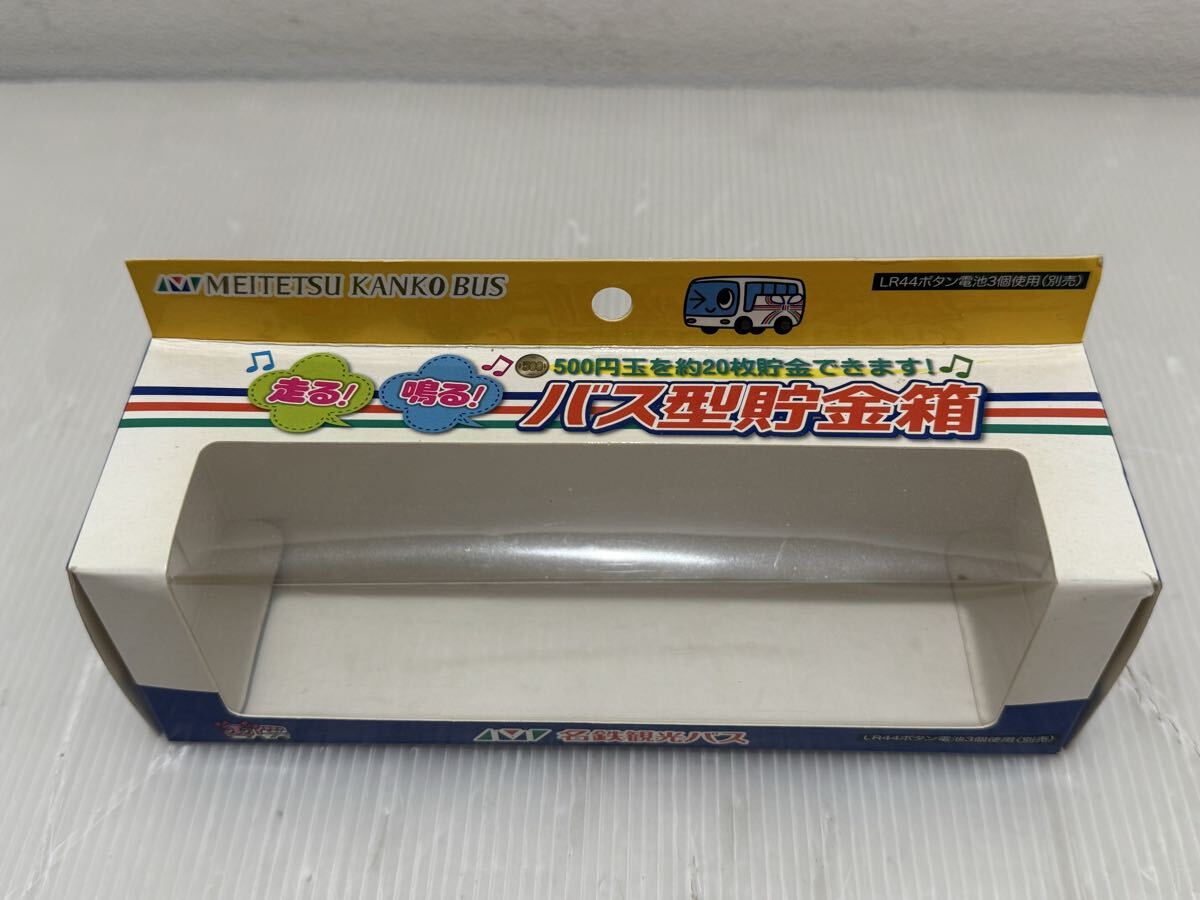 MEITETSU KANKO BUS
LR44ボタン電池3個使用(別売)
走る!
鳴る!
500
500円玉を約20枚貯金できます!
バス型貯金箱
名鉄観光バス
LR44ボタン電池3個使用(別売)